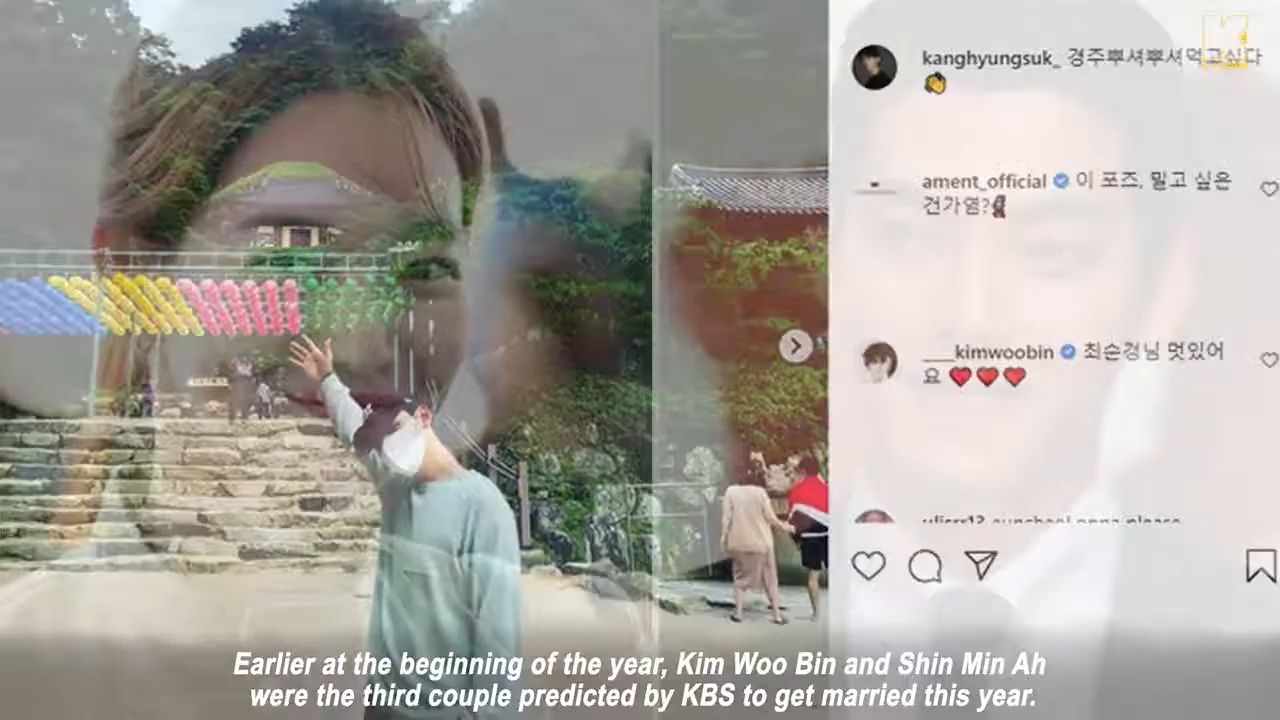 kanghyungsuk_ 경주뿌셔뿌셔먹고싶다
👏
ament_official 이 포즈, 밀고 싶은
건가염?
___kimwoobin 최순경님 멋있어
요 ❤️❤️❤️
Earlier at the beginning of the year, Kim Woo Bin and Shin Min Ah
were the third couple predicted by KBS to get married this year.